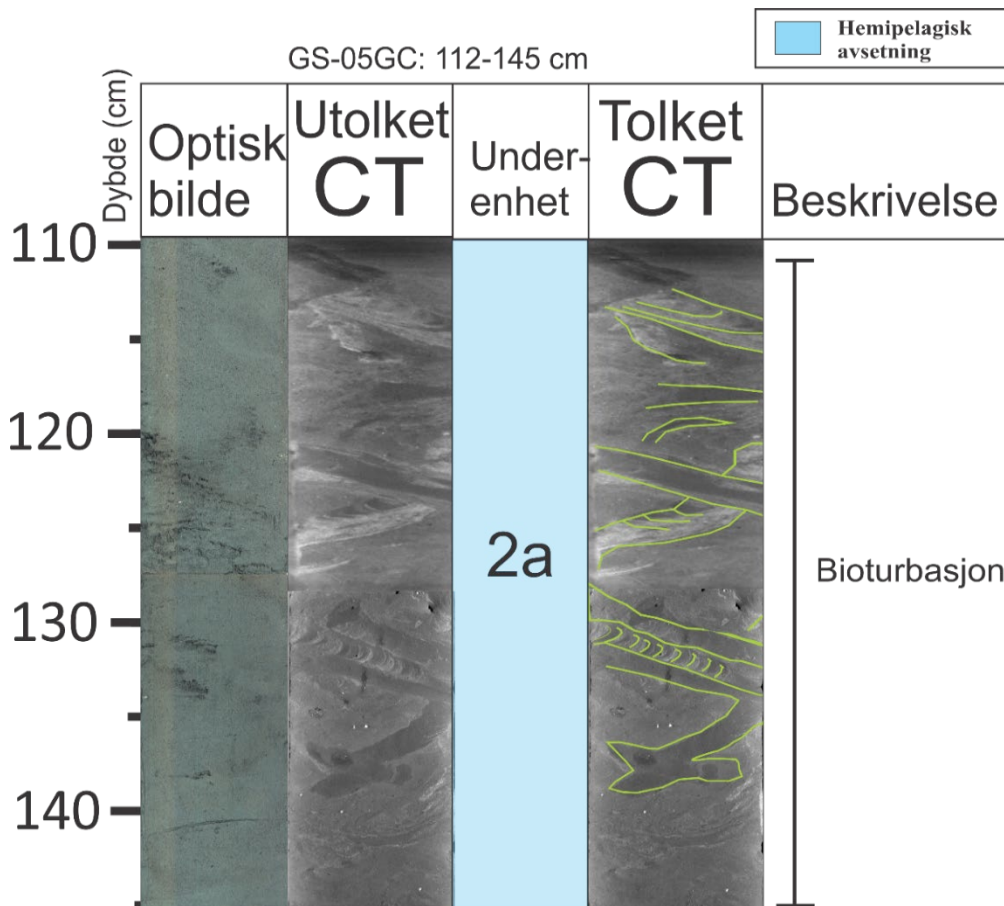 Hemipelagisk
avsetning
GS-05GC: 112-145 cm
Dybde (cm)
Optisk
bilde
Utolket
CT
Under-
enhet
Tolket
CT
Beskrivelse
110
120
130
140
2a
Bioturbasjon